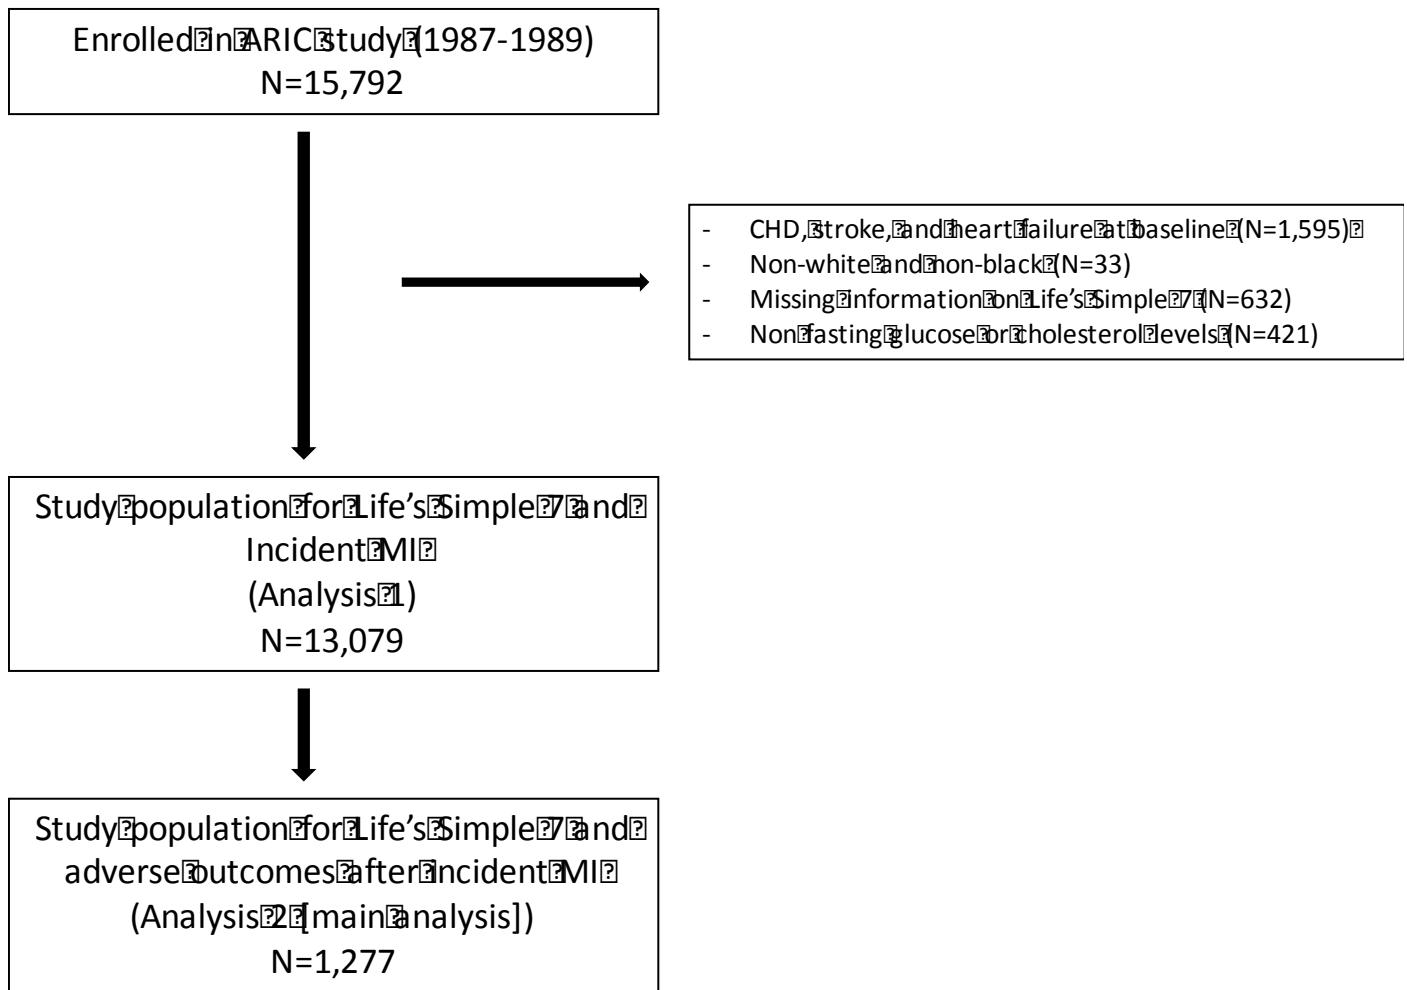 Enrolled in ARIC study (1987-1989)
N=15,792
- CHD, stroke, and heart failure at baseline (N=1,595)
- Non-white and non-black (N=33)
- Missing information on Life's Simple 7 (N=632)
- Non fasting glucose or cholesterol levels (N=421)
Study population for Life's Simple 7 and
Incident MI
(Analysis 1)
N=13,079
Study population for Life's Simple 7 and
adverse outcomes after incident MI
(Analysis 2 [main analysis])
N=1,277